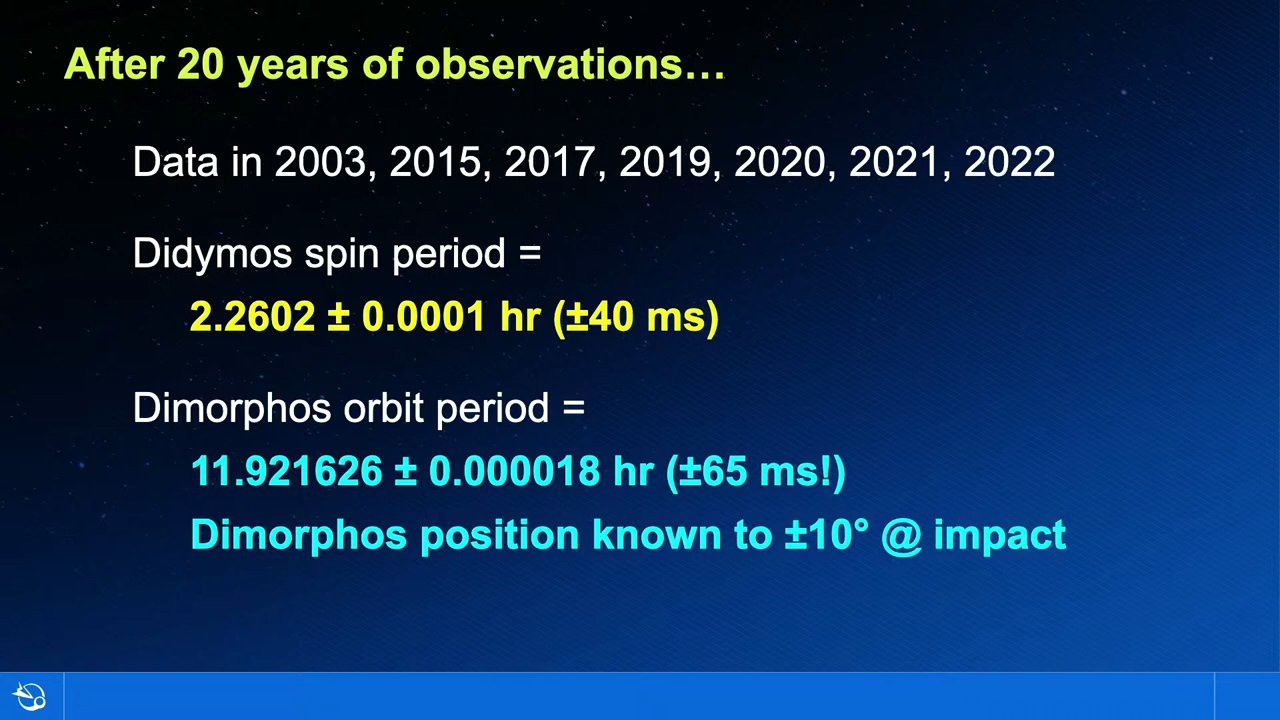 After 20 years of observations…
Data in 2003, 2015, 2017, 2019, 2020, 2021, 2022
Didymos spin period =
2.2602 ± 0.0001 hr (±40 ms)
Dimorphos orbit period =
11.921626 ± 0.000018 hr (±65 ms!)
Dimorphos position known to ±10° @ impact